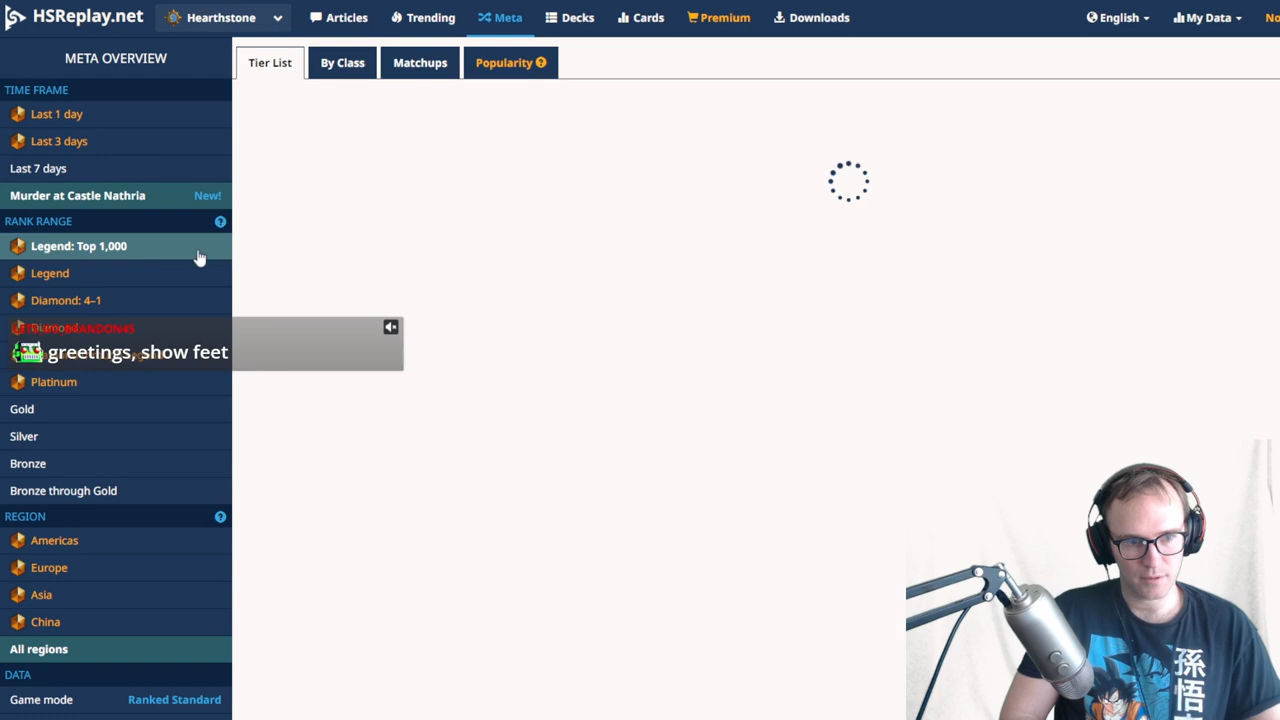 HSReplay.net
Hearthstone
Articles
Trending
Meta
Decks
Cards
Premium
Downloads
English
My Data
No
META OVERVIEW
TIME FRAME
Last 1 day
Last 3 days
Last 7 days
Murder at Castle Nathria New!
RANK RANGE
Legend: Top 1,000
Legend
Diamond: 4–1
Diamond
greetings, show feet
Platinum
Gold
Silver
Bronze
Bronze through Gold
REGION
Americas
Europe
Asia
China
All regions
DATA
Game mode Ranked Standard
Tier List
By Class
Matchups
Popularity
孫
悟